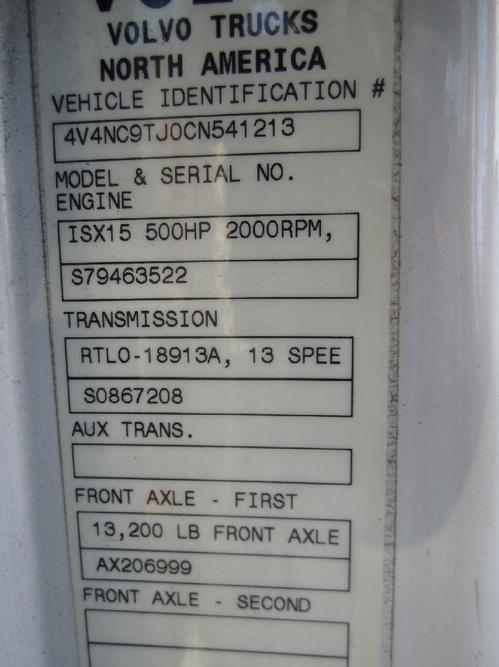 VOLVO TRUCKS
NORTH AMERICA
VEHICLE IDENTIFICATION #
4V4NC9TJ0CN541213
MODEL & SERIAL NO.
ENGINE
ISX15 500HP 2000RPM,
S79463522
TRANSMISSION
RTLO-18913A, 13 SPEE
S0867208
AUX TRANS.
FRONT AXLE - FIRST
13,200 LB FRONT AXLE
AX206999
FRONT AXLE - SECOND